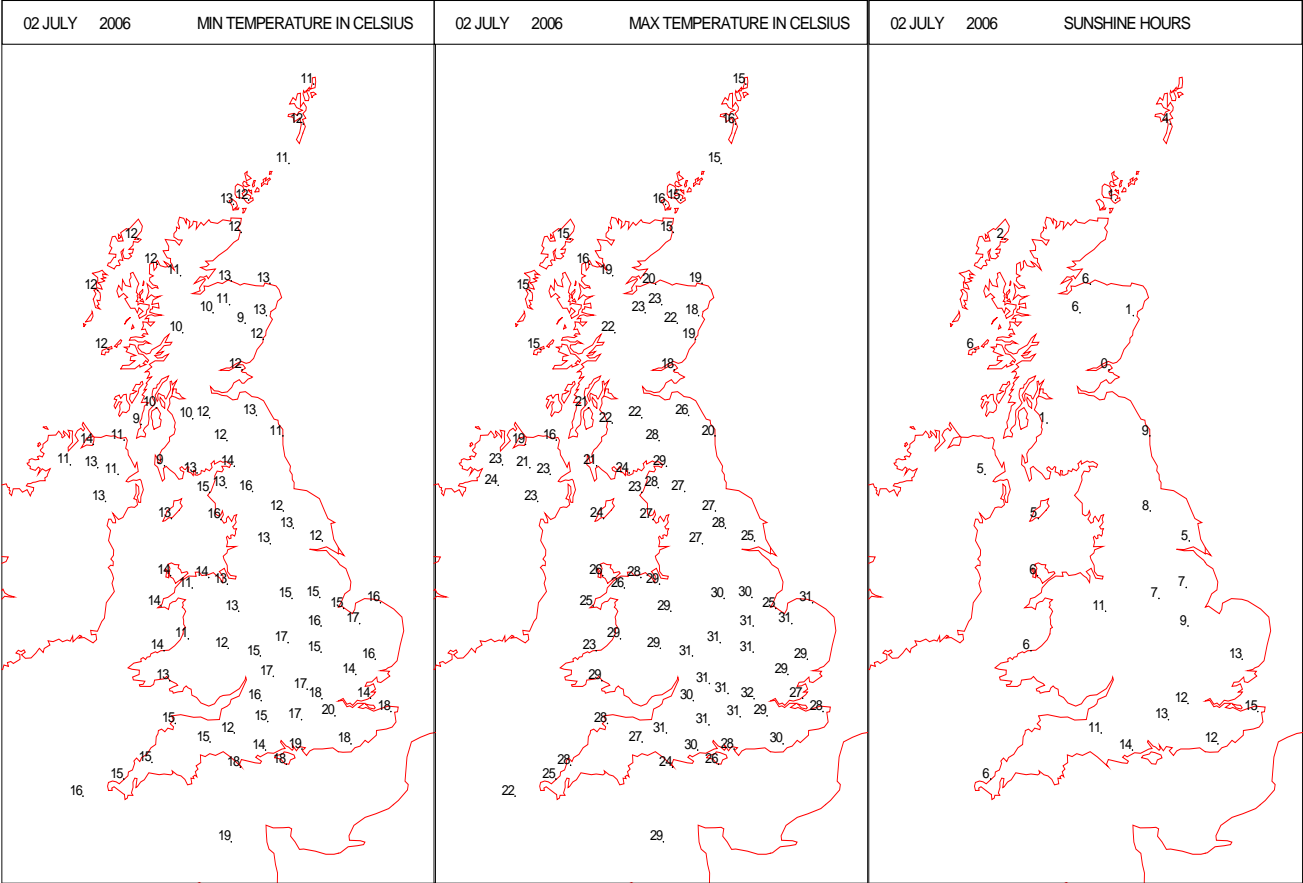 02 JULY 2006 MIN TEMPERATURE IN CELSIUS
11
12
11
13 12
12
12
12 11
12 13 13
10 11 13
10 9 12
12
12
10
9 10 12 13
14 11 12 11
11 13 11 9 13 14
15 13 16
13
13 16 12
13 13 12
14 11 14 13
14 13 15 15 15 16
16 17
14 11 12 17 15 16
15
13 17 14
16 17 18 14
15 12 15 17 20 18
15 14 19 18
15 18 18
15
16
19
02 JULY 2006 MAX TEMPERATURE IN CELSIUS
15
16
15
16 15
15
15
16 19
15 20 19
23 23 18
22 22 19
15
18
21
22 22 26
19 16 28 20
23 21 23 21 24 29
24 23 28 27
23
24 27 27
27 28 25
26 26 28 29
25 29 30 30 25 31
31 31
23 29 29 31 31 29
31
29 31 28
30 31 32 27
28 31 31 31 29 28
27 30 28 30
28 24 26
25
22
29
02 JULY 2006 SUNSHINE HOURS
4
1
2
6
6 1
6
0
1 9
5
5 8
5
6 7 7
11 9
6 13
12 15
11 13 12
14
6